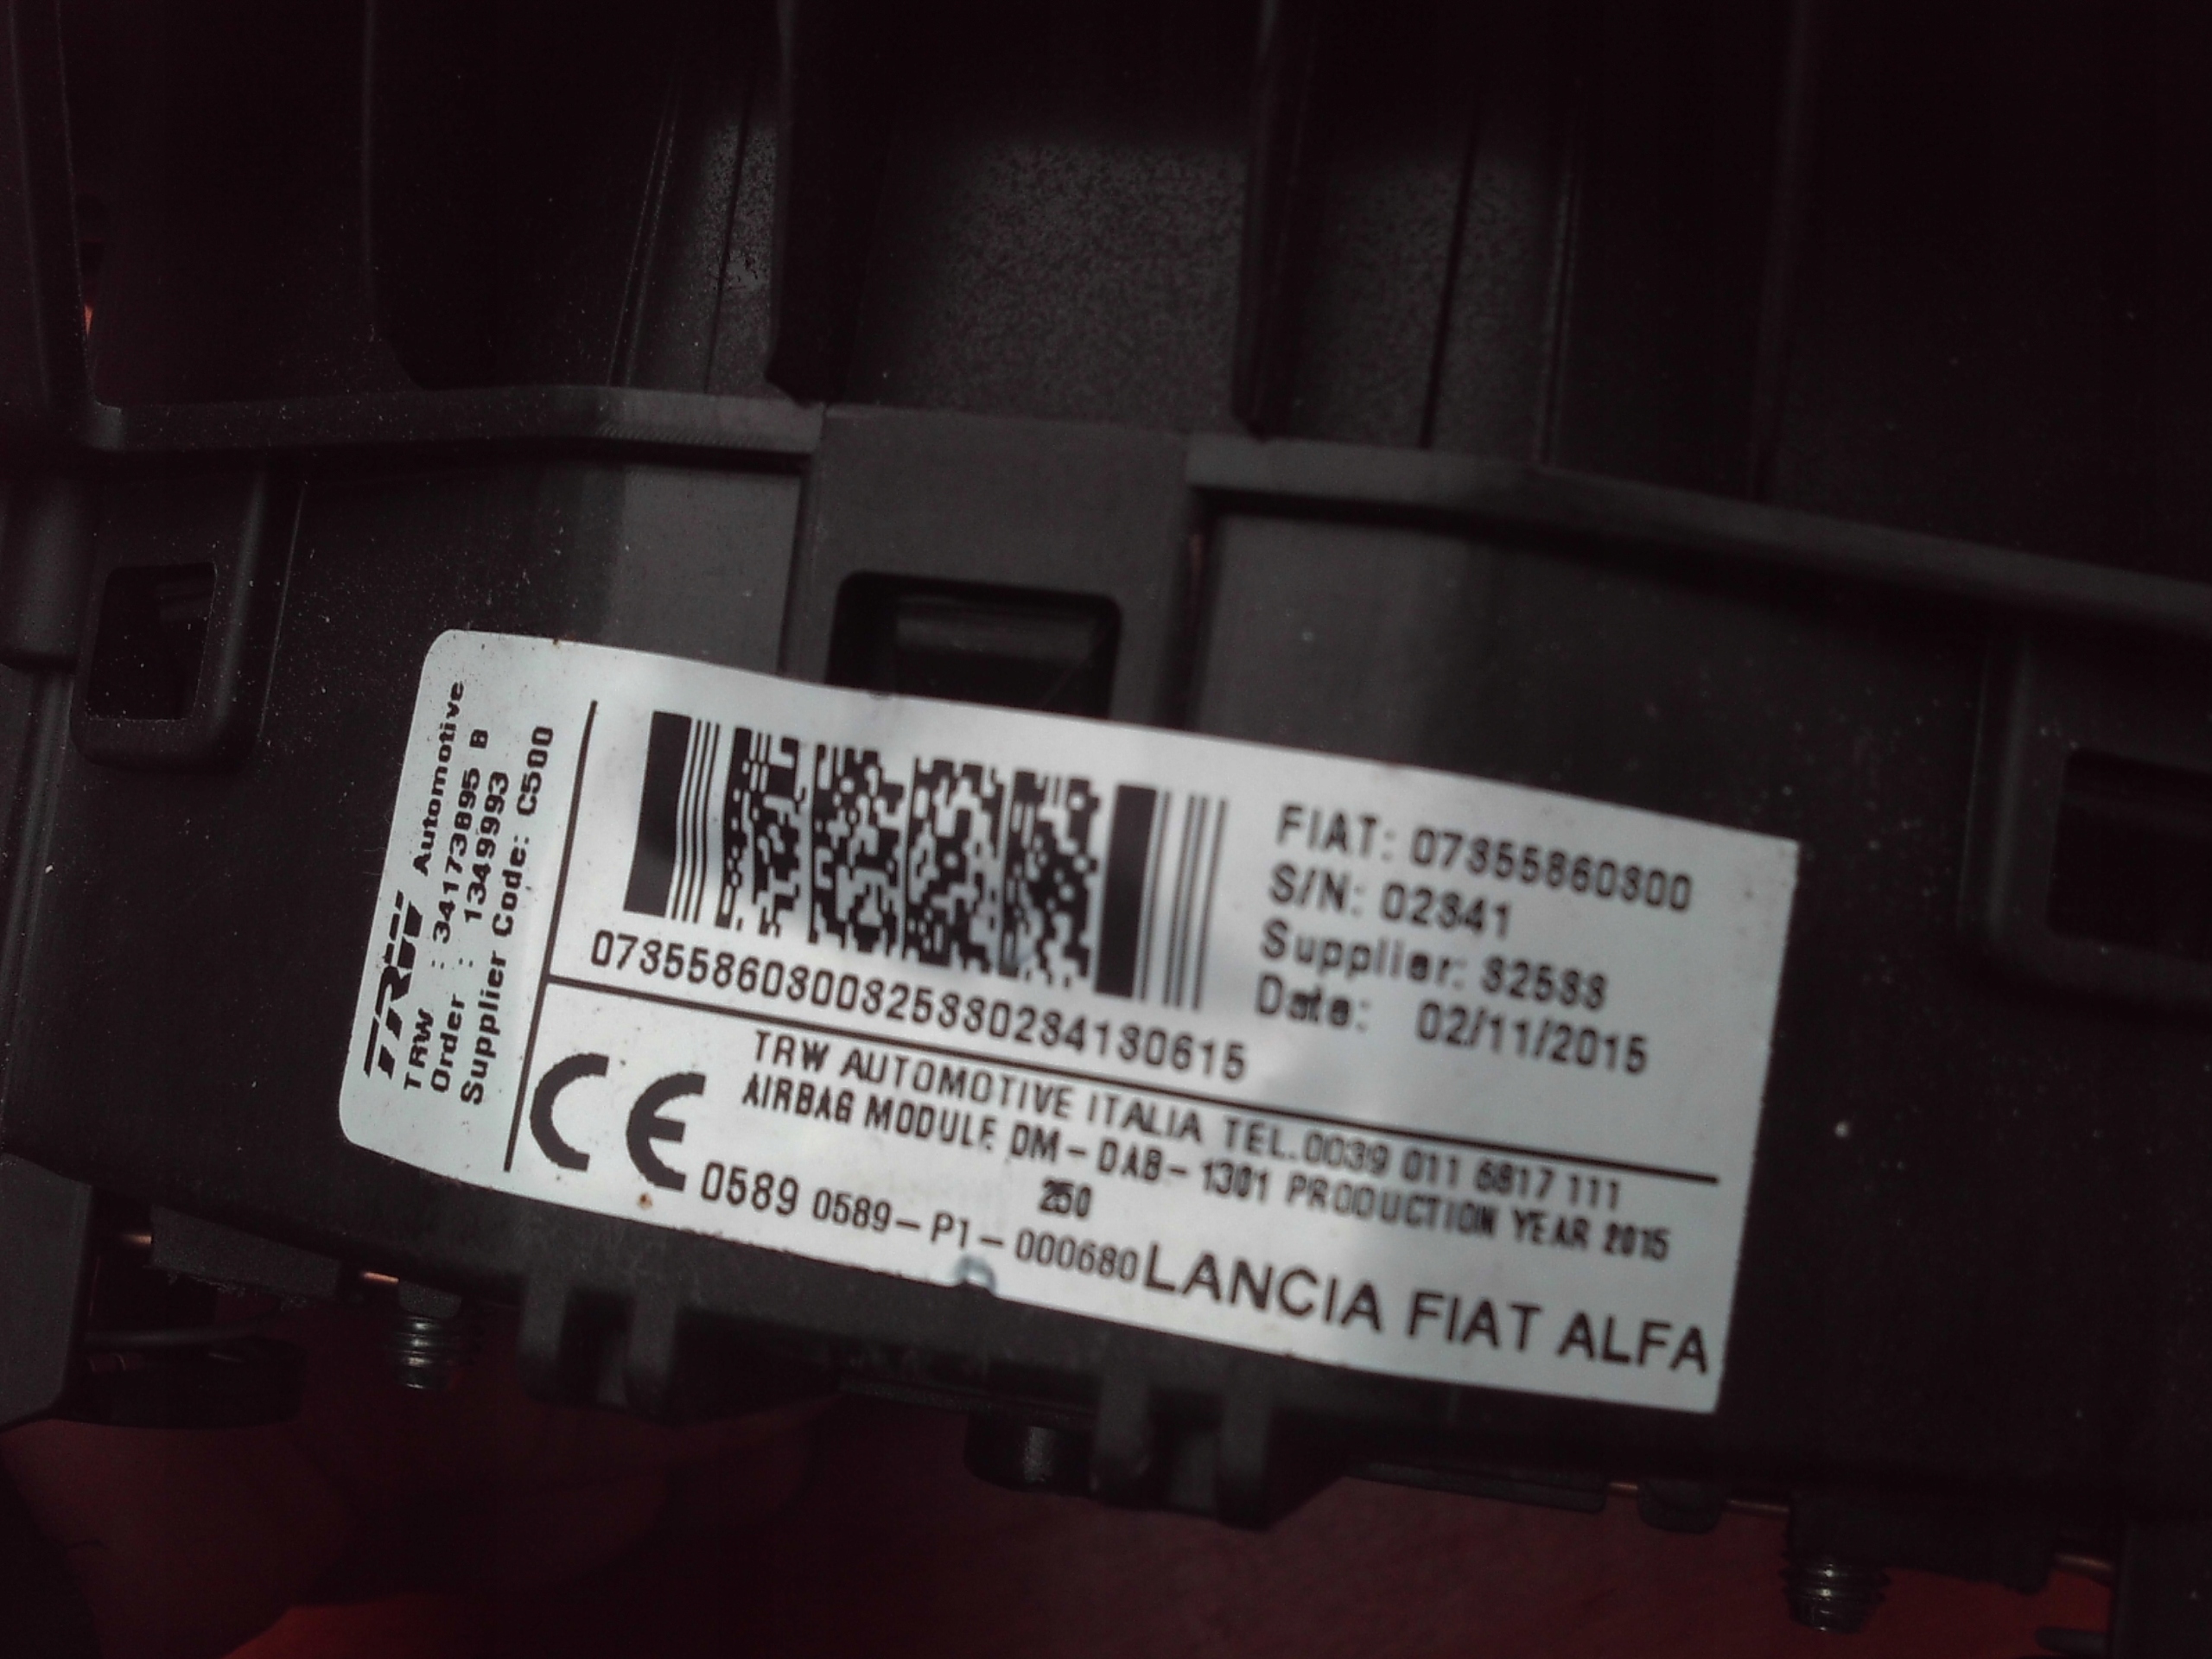 TRW Automotive
TRW : 34173895 B
Order : 13499993
Supplier Code: C500
FIAT: 07355860300
S/N: 02341
Supplier: 32533
Date: 02/11/2015
07355860300325330234130615
TRW AUTOMOTIVE ITALIA TEL.0039 011 6817 111
AIRBAG MODULE DM-DAB-1301 PRODUCTION YEAR 2015
250
CE 0589 0589-P1-000680 LANCIA FIAT ALFA